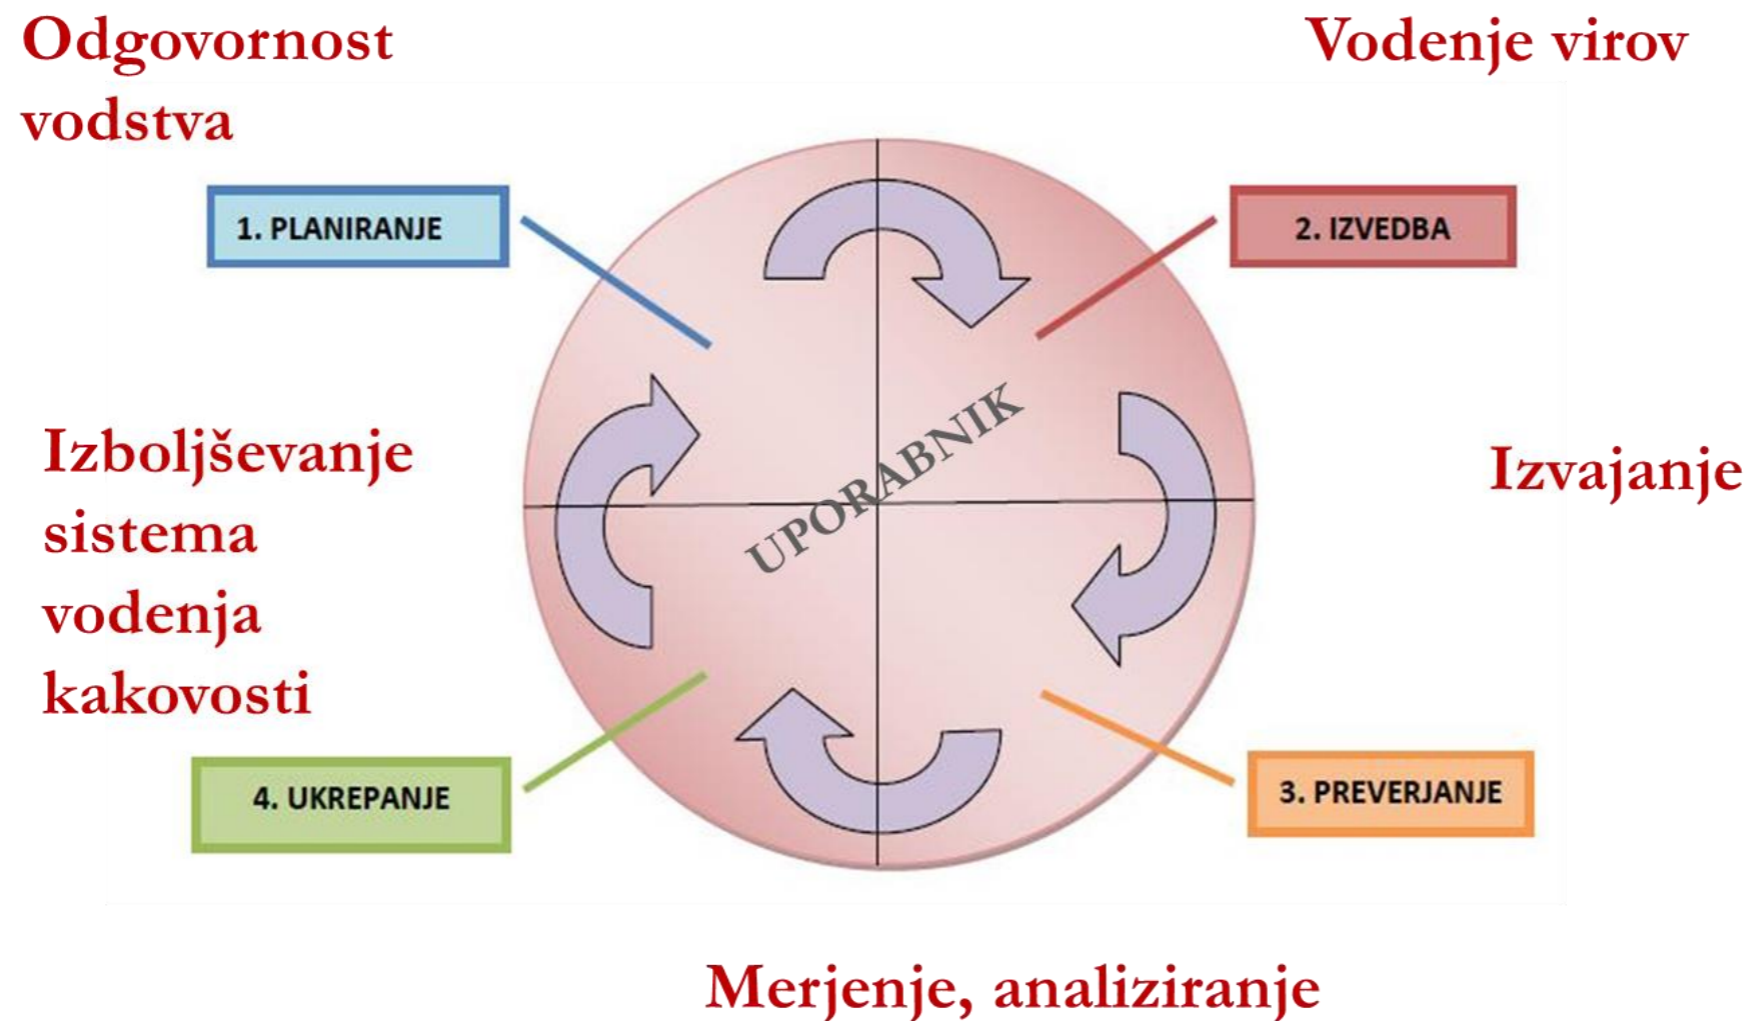 Odgovornost
vodstva
Vodenje virov
1. PLANIRANJE
2. IZVEDBA
UPORABNIK
Izboljševanje
sistema
vodenja
kakovosti
Izvajanje
4. UKREPANJE
3. PREVERJANJE
Merjenje, analiziranje